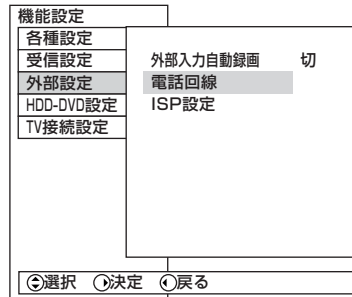 機能設定
各種設定
受信設定
外部設定
HDD-DVD設定
TV接続設定
外部入力自動録画 切
電話回線
ISP設定
選択 決定 戻る